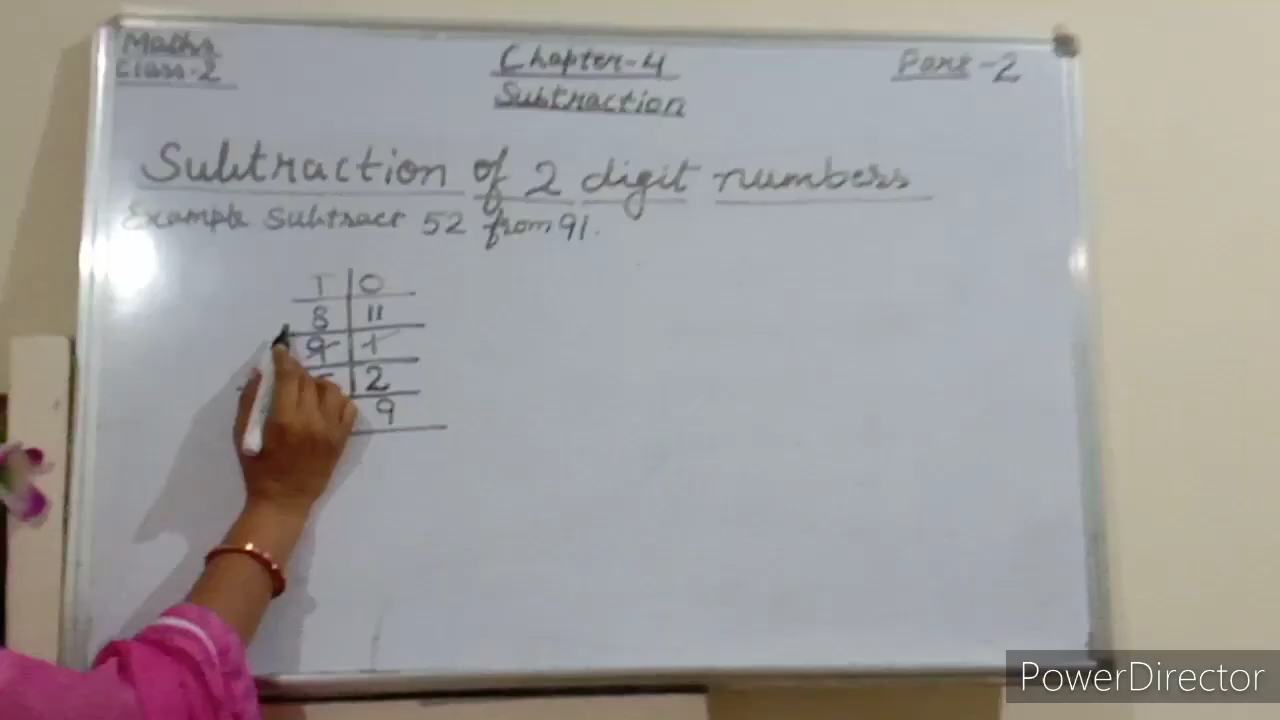 Maths
Class-2
Chapter-4
Subtraction
Part-2
Subtraction of 2 digit numbers
Example Subtract 52 from 91.
T O
8 11
9 1
2
9
PowerDirector